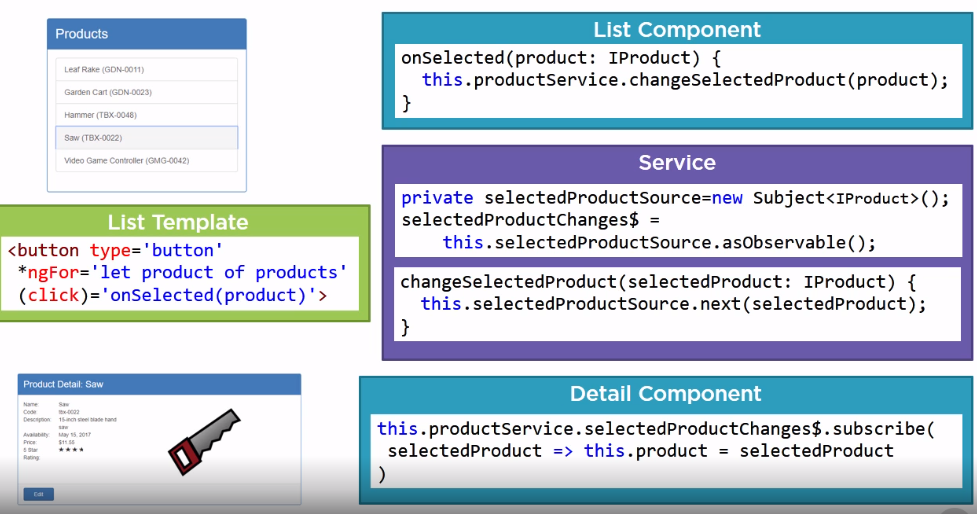 Products
Leaf Rake (GDN-0011)
Garden Cart (GDN-0023)
Hammer (TBX-0048)
Saw (TBX-0022)
Video Game Controller (GMG-0042)
List Template
<button type='button'
*ngFor='let product of products'
(click)='onSelected(product)'>
Product Detail: Saw
Name: Saw
Code: tbx-0022
Description: 15-inch steel blade hand
saw
Availability: May 15, 2017
Price: $11.55
5 Star
Rating:
Edit
List Component
onSelected(product: IProduct) {
this.productService.changeSelectedProduct(product);
}
Service
private selectedProductSource=new Subject<IProduct>();
selectedProductChanges$ =
this.selectedProductSource.asObservable();
changeSelectedProduct(selectedProduct: IProduct) {
this.selectedProductSource.next(selectedProduct);
}
Detail Component
this.productService.selectedProductChanges$.subscribe(
selectedProduct => this.product = selectedProduct
)